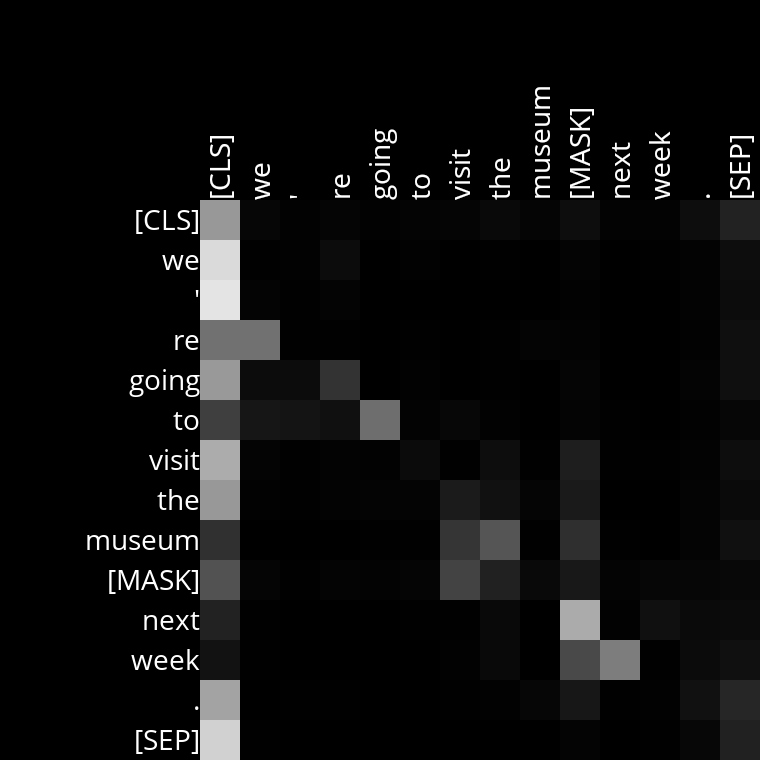 [CLS] we ' re going to visit the museum [MASK] next week . [SEP]
[CLS]
we
'
re
going
to
visit
the
museum
[MASK]
next
week
.
[SEP]